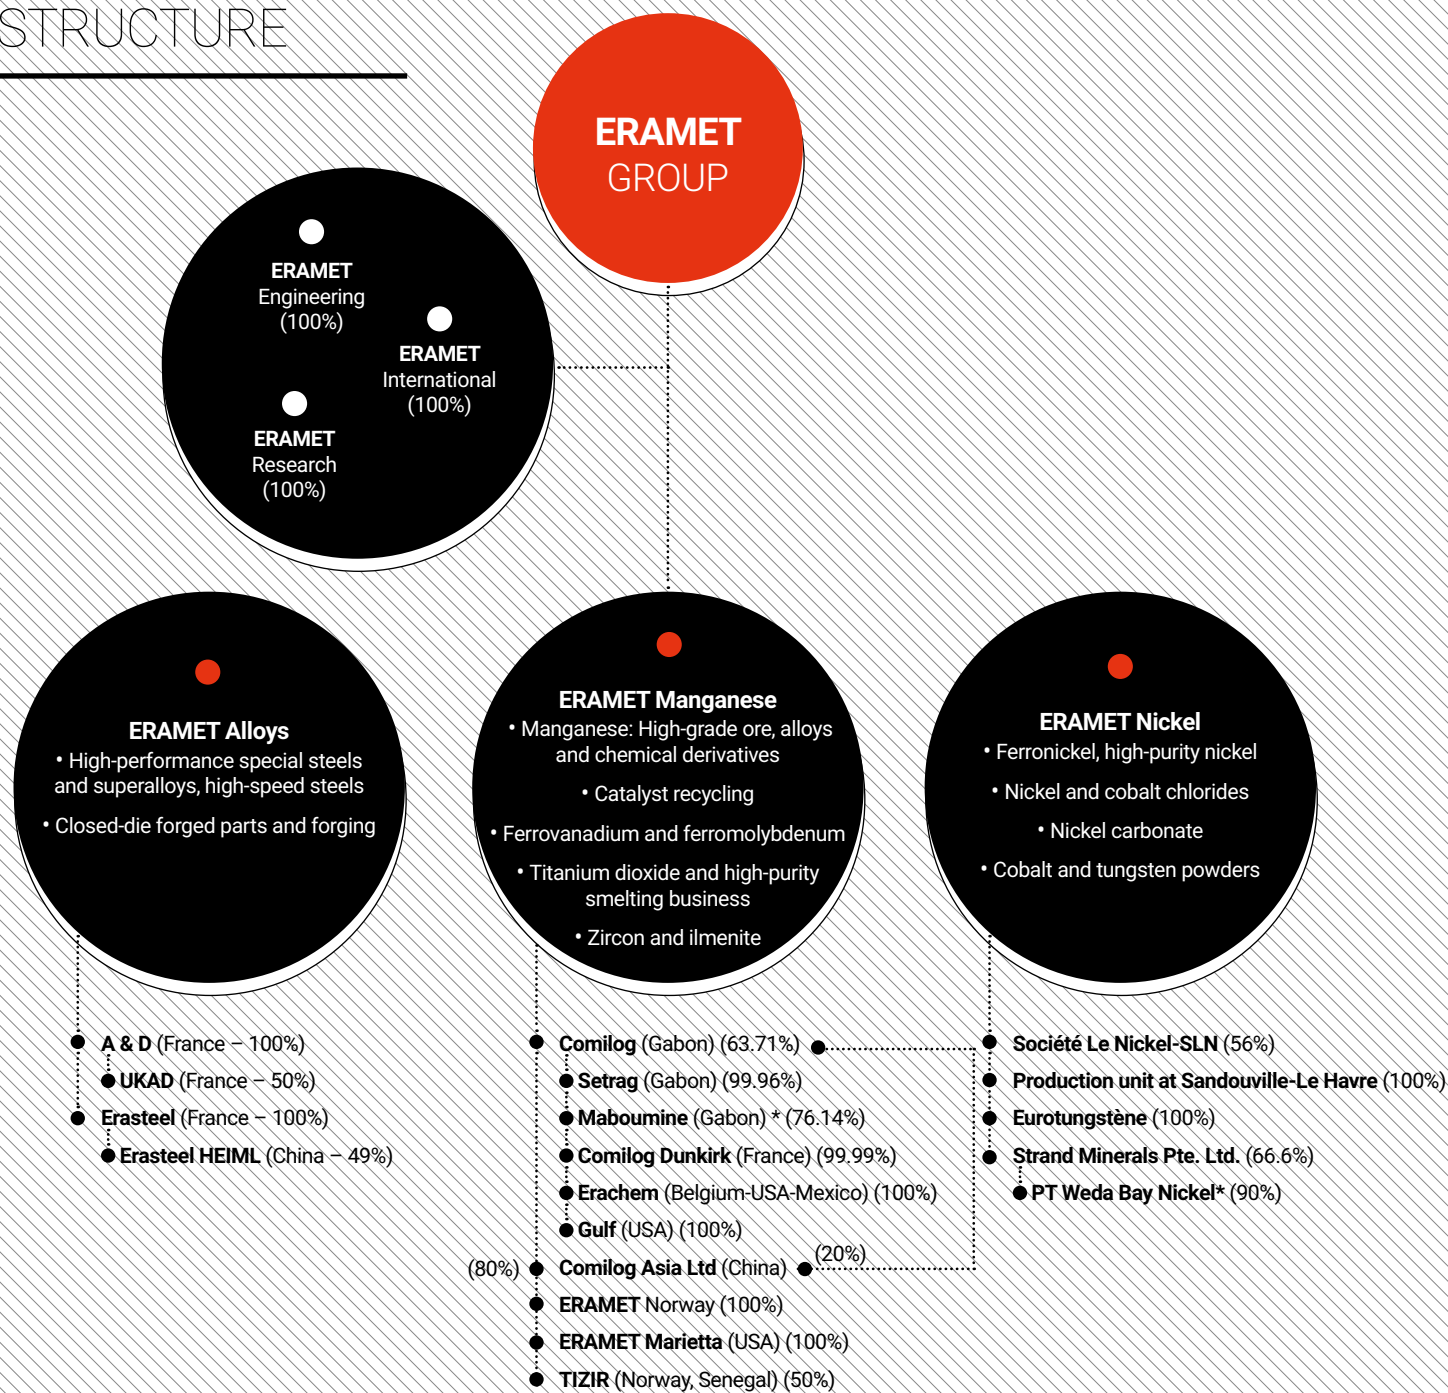 STRUCTURE
ERAMET
GROUP
ERAMET
Engineering
(100%)
ERAMET
International
(100%)
ERAMET
Research
(100%)
ERAMET Alloys
• High-performance special steels
and superalloys, high-speed steels
• Closed-die forged parts and forging
ERAMET Manganese
• Manganese: High-grade ore, alloys
and chemical derivatives
• Catalyst recycling
• Ferrovanadium and ferromolybdenum
• Titanium dioxide and high-purity
smelting business
• Zircon and ilmenite
ERAMET Nickel
• Ferronickel, high-purity nickel
• Nickel and cobalt chlorides
• Nickel carbonate
• Cobalt and tungsten powders
A & D (France – 100%)
UKAD (France – 50%)
Erasteel (France – 100%)
Erasteel HEIML (China – 49%)
Comilog (Gabon) (63.71%)
Setrag (Gabon) (99.96%)
Maboumine (Gabon) * (76.14%)
Comilog Dunkirk (France) (99.99%)
Erachem (Belgium-USA-Mexico) (100%)
Gulf (USA) (100%)
(80%) Comilog Asia Ltd (China) (20%)
ERAMET Norway (100%)
ERAMET Marietta (USA) (100%)
TIZIR (Norway, Senegal) (50%)
Société Le Nickel-SLN (56%)
Production unit at Sandouville-Le Havre (100%)
Eurotungstène (100%)
Strand Minerals Pte. Ltd. (66.6%)
PT Weda Bay Nickel* (90%)